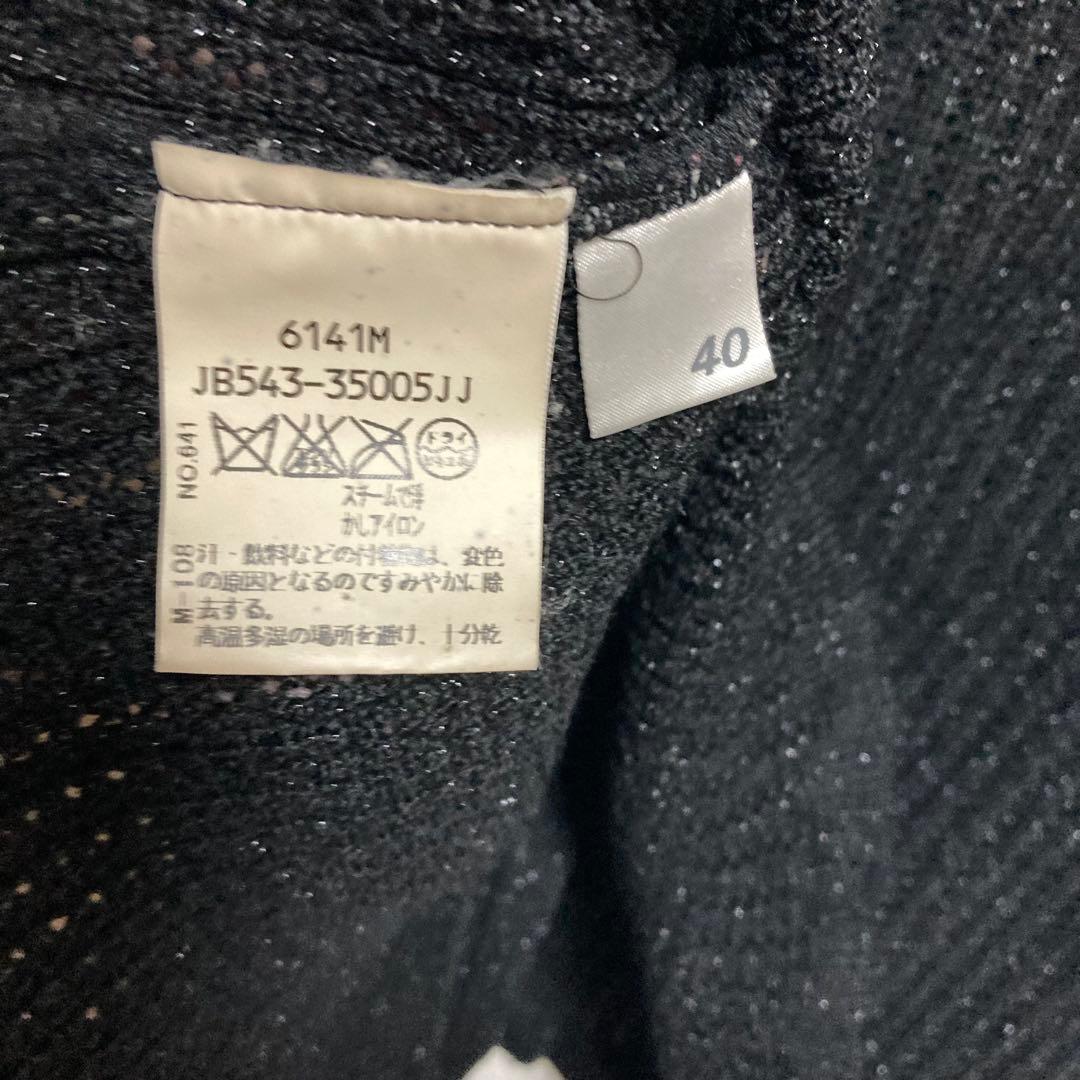 6141M
JB543-35005JJ
NO.641
ドライ
スチームで浮
かしアイロン
M-108
汗・飲料などの付着は、変色
の原因となるのですみやかに除
去する。
高温多湿の場所を避け、十分乾
40